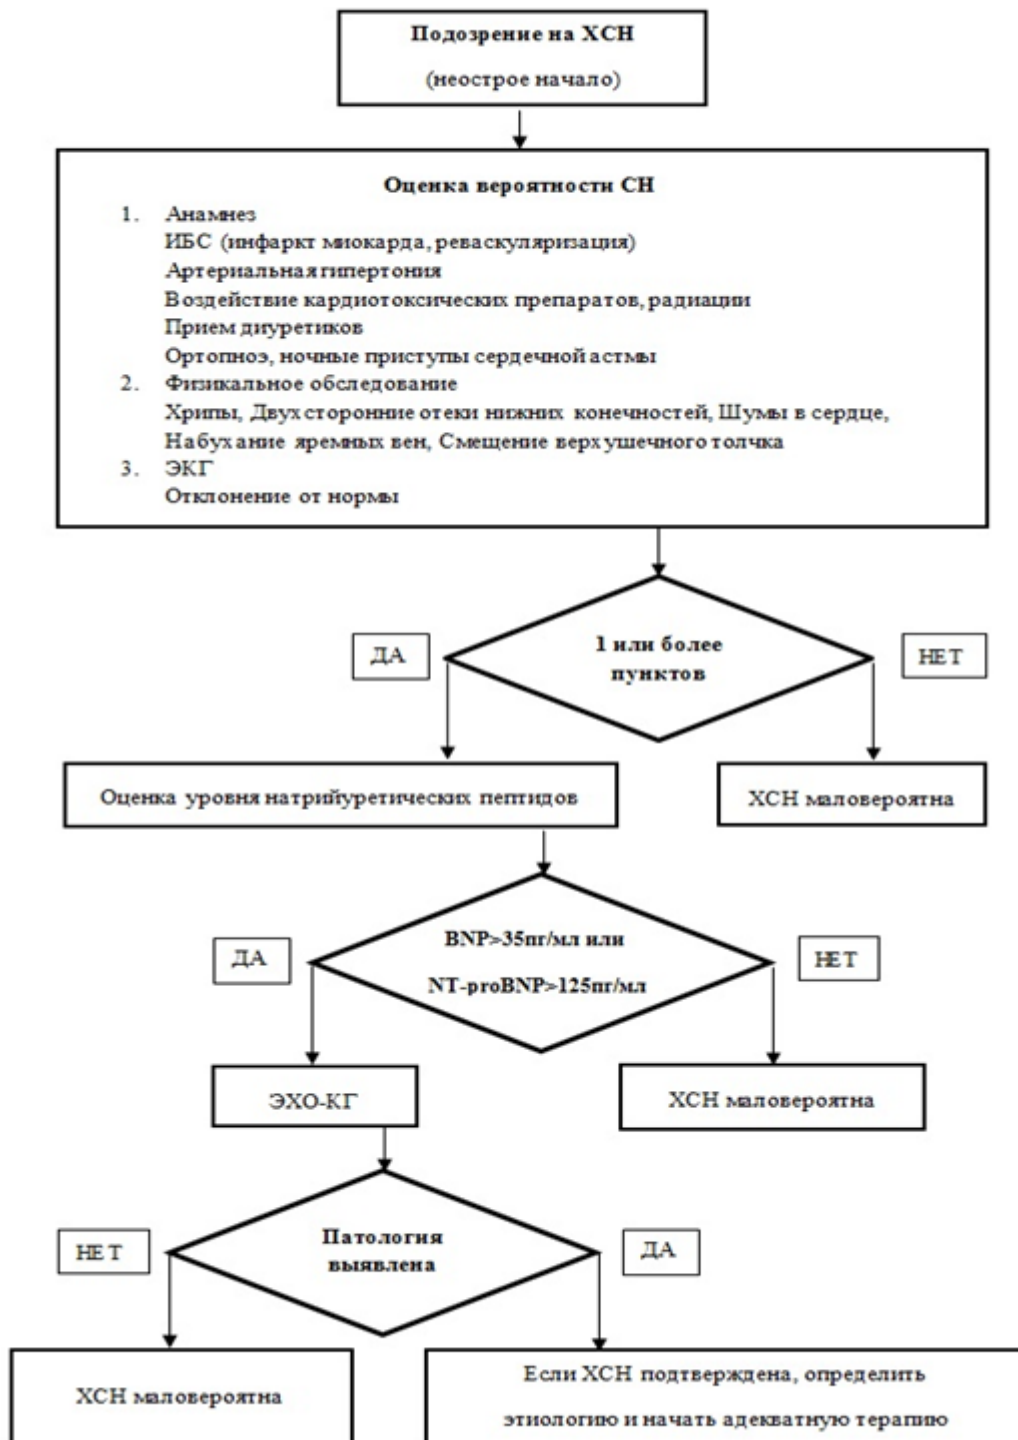 Подозрение на ХСН
(неострое начало)
Оценка вероятности СН
1. Анамнез
ИБС (инфаркт миокарда, реваскуляризация)
Артериальная гипертония
Воздействие кардиотоксических препаратов, радиации
Прием диуретиков
Ортопноэ, ночные приступы сердечной астмы
2. Физикальное обследование
Хрипы, Двухсторонние отеки нижних конечностей, Шумы в сердце,
Набухание яремных вен, Смещение верхушечного толчка
3. ЭКГ
Отклонение от нормы
1 или более
пунктов
ДА
НЕТ
Оценка уровня натрийуретических пептидов
ХСН маловероятна
BNP>35пг/мл или
NT-proBNP>125пг/мл
ДА
НЕТ
ЭХО-КГ
ХСН маловероятна
Патология
выявлена
НЕТ
ДА
ХСН маловероятна
Если ХСН подтверждена, определить
этиологию и начать адекватную терапию